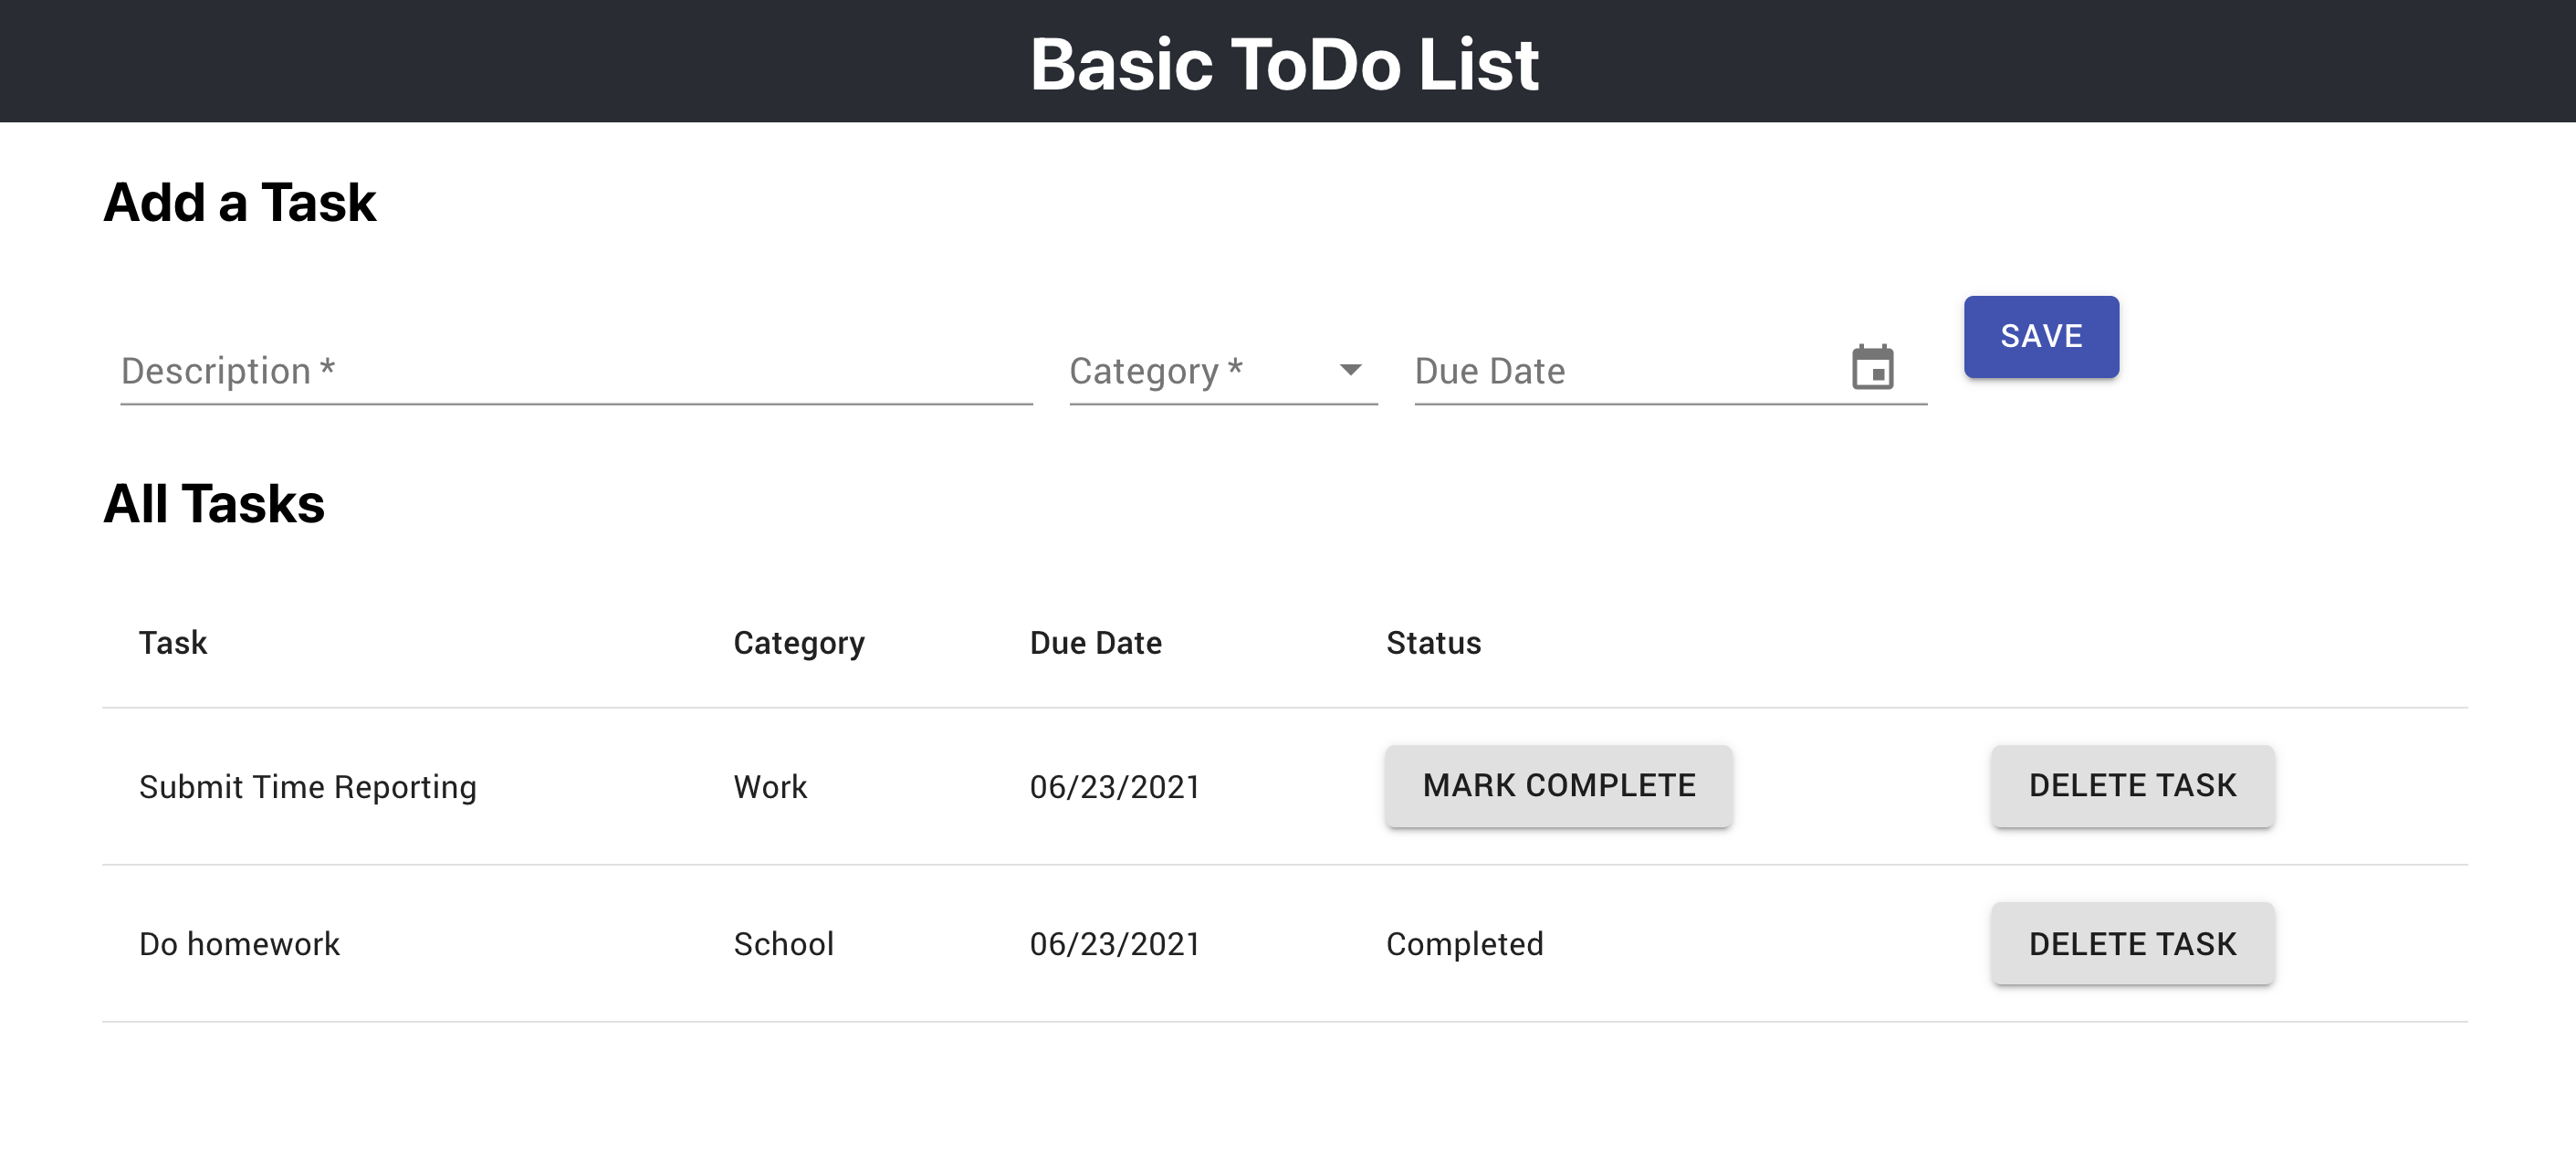 Basic ToDo List
Add a Task
Description * Category * Due Date SAVE
All Tasks
Task Category Due Date Status
Submit Time Reporting Work 06/23/2021 MARK COMPLETE DELETE TASK
Do homework School 06/23/2021 Completed DELETE TASK